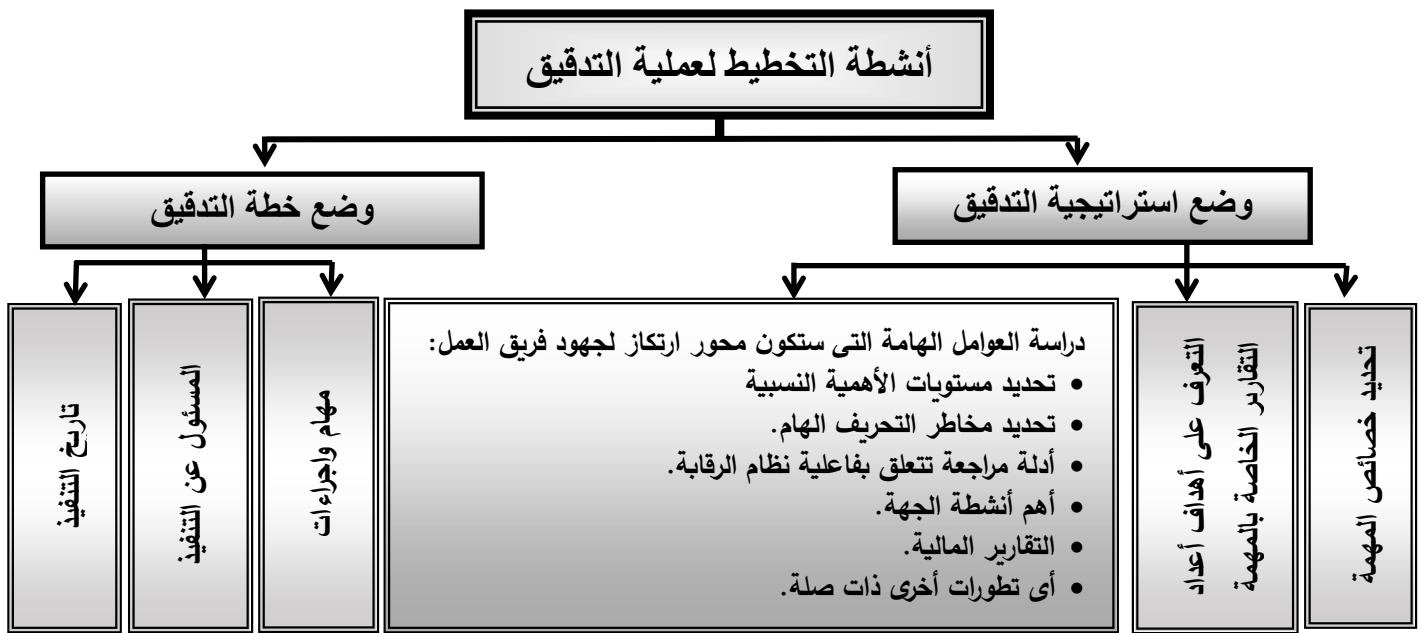 أنشطة التخطيط لعملية التدقيق
وضع استراتيجية التدقيق
وضع خطة التدقيق
تحديد خصائص المهمة
التعرف على أهداف أعداد
التقارير الخاصة بالمهمة
دراسة العوامل الهامة التى ستكون محور ارتكاز لجهود فريق العمل:
• تحديد مستويات الأهمية النسبية
• تحديد مخاطر التحريف الهام.
• أدلة مراجعة تتعلق بفاعلية نظام الرقابة.
• أهم أنشطة الجهة.
• التقارير المالية.
• أى تطورات أخرى ذات صلة.
مهام واجراءات
المسئول عن التنفيذ
تاريخ التنفيذ